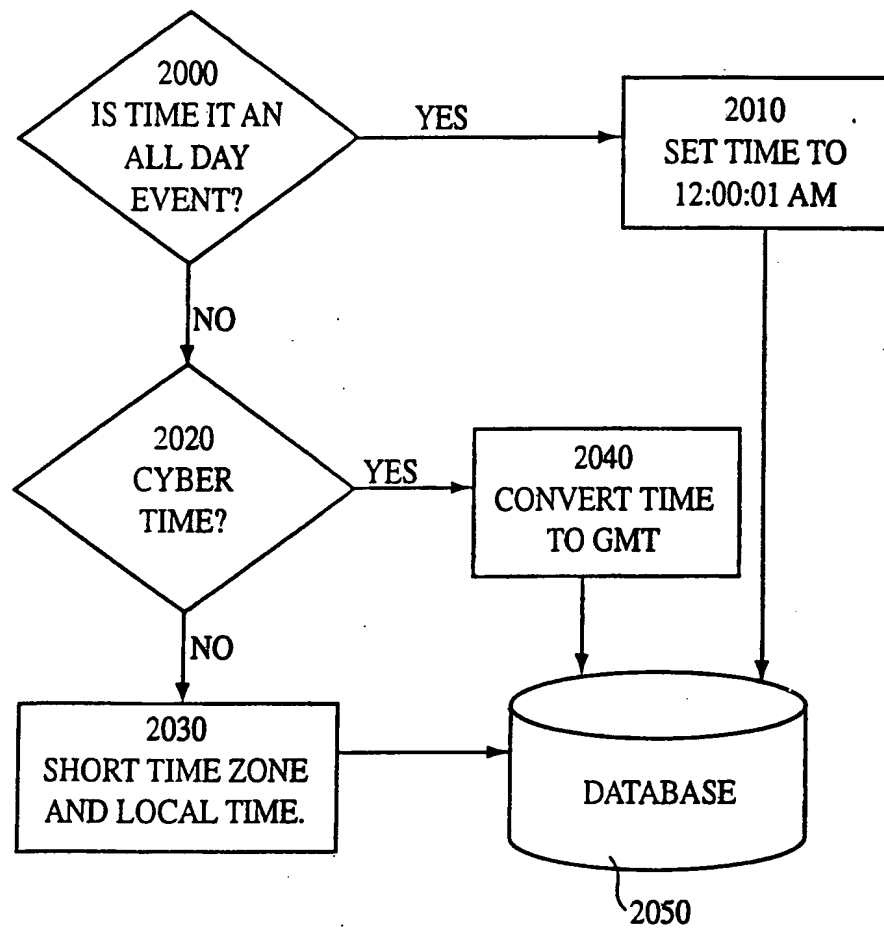 2000
IS TIME IT AN
ALL DAY
EVENT?
YES
2010
SET TIME TO
12:00:01 AM
NO
2020
CYBER
TIME?
YES
2040
CONVERT TIME
TO GMT
NO
2030
SHORT TIME ZONE
AND LOCAL TIME.
DATABASE
2050